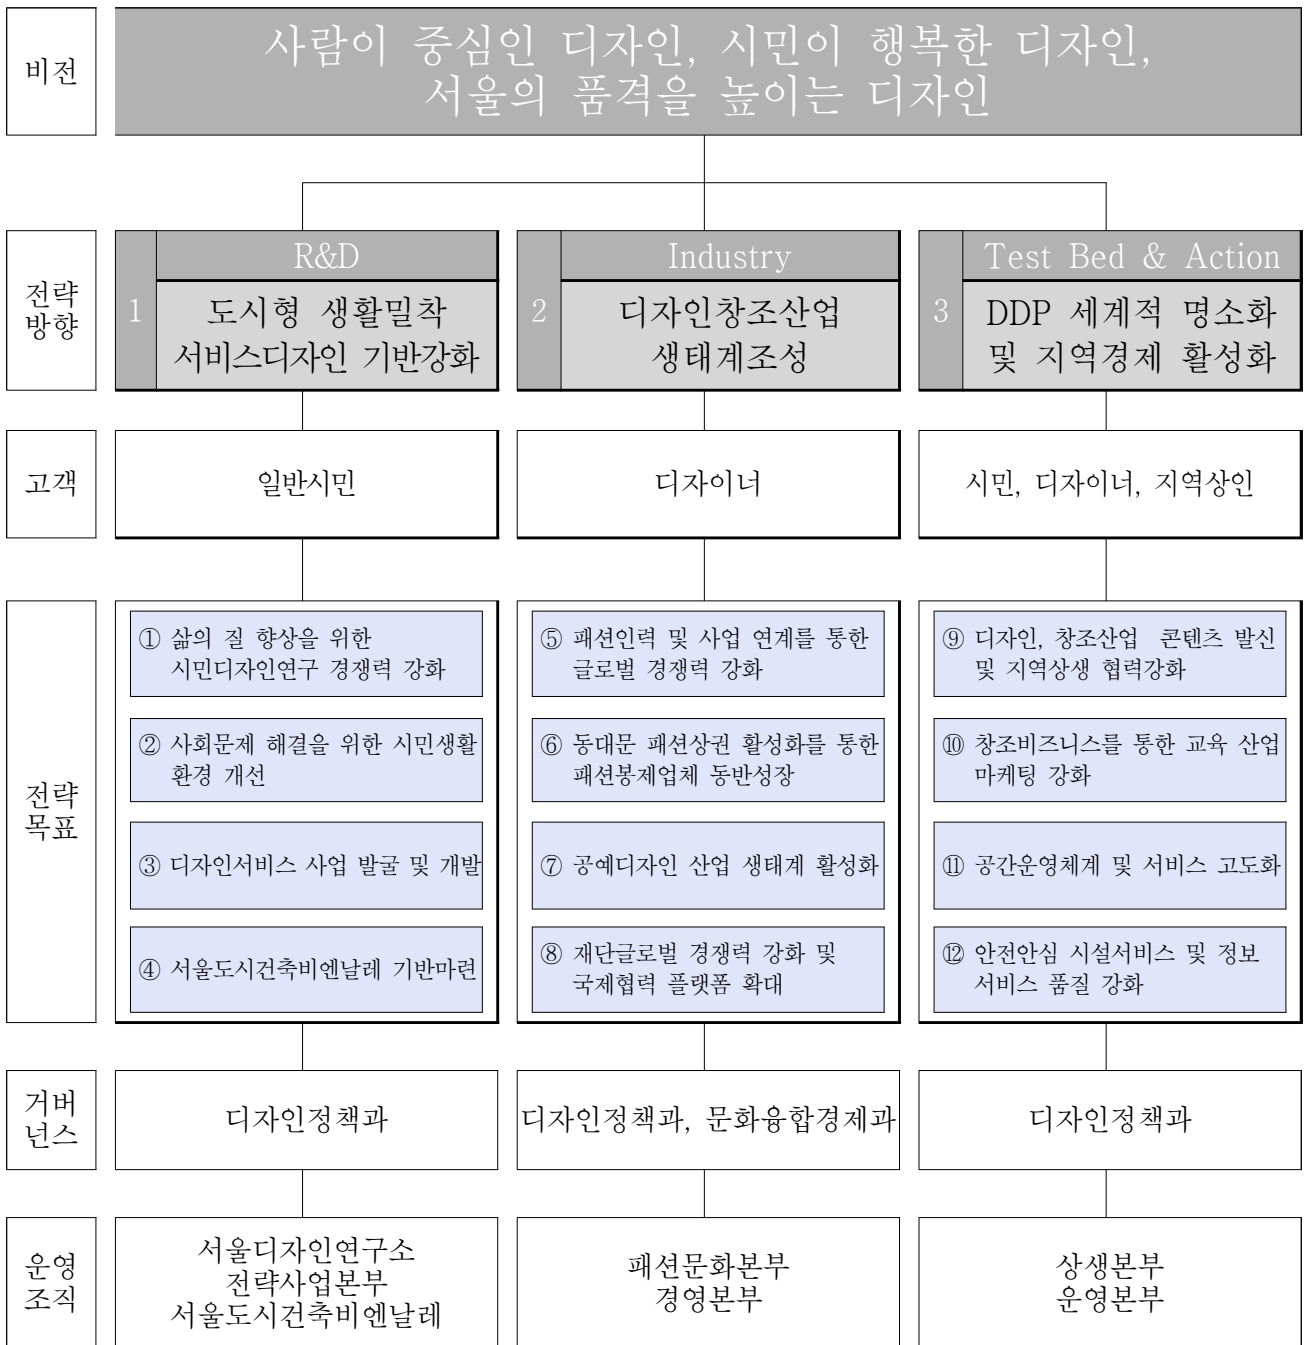 비전
사람이 중심인 디자인, 시민이 행복한 디자인,
서울의 품격을 높이는 디자인
전략
방향
1
R&D
도시형 생활밀착
서비스디자인 기반강화
2
Industry
디자인창조산업
생태계조성
3
Test Bed & Action
DDP 세계적 명소화
및 지역경제 활성화
고객
일반시민
디자이너
시민, 디자이너, 지역상인
전략
목표
① 삶의 질 향상을 위한
시민디자인연구 경쟁력 강화
② 사회문제 해결을 위한 시민생활
환경 개선
③ 디자인서비스 사업 발굴 및 개발
④ 서울도시건축비엔날레 기반마련
⑤ 패션인력 및 사업 연계를 통한
글로벌 경쟁력 강화
⑥ 동대문 패션상권 활성화를 통한
패션봉제업체 동반성장
⑦ 공예디자인 산업 생태계 활성화
⑧ 재단글로벌 경쟁력 강화 및
국제협력 플랫폼 확대
⑨ 디자인, 창조산업 콘텐츠 발신
및 지역상생 협력강화
⑩ 창조비즈니스를 통한 교육 산업
마케팅 강화
⑪ 공간운영체계 및 서비스 고도화
⑫ 안전안심 시설서비스 및 정보
서비스 품질 강화
거버
넌스
디자인정책과
디자인정책과, 문화융합경제과
디자인정책과
운영
조직
서울디자인연구소
전략사업본부
서울도시건축비엔날레
패션문화본부
경영본부
상생본부
운영본부